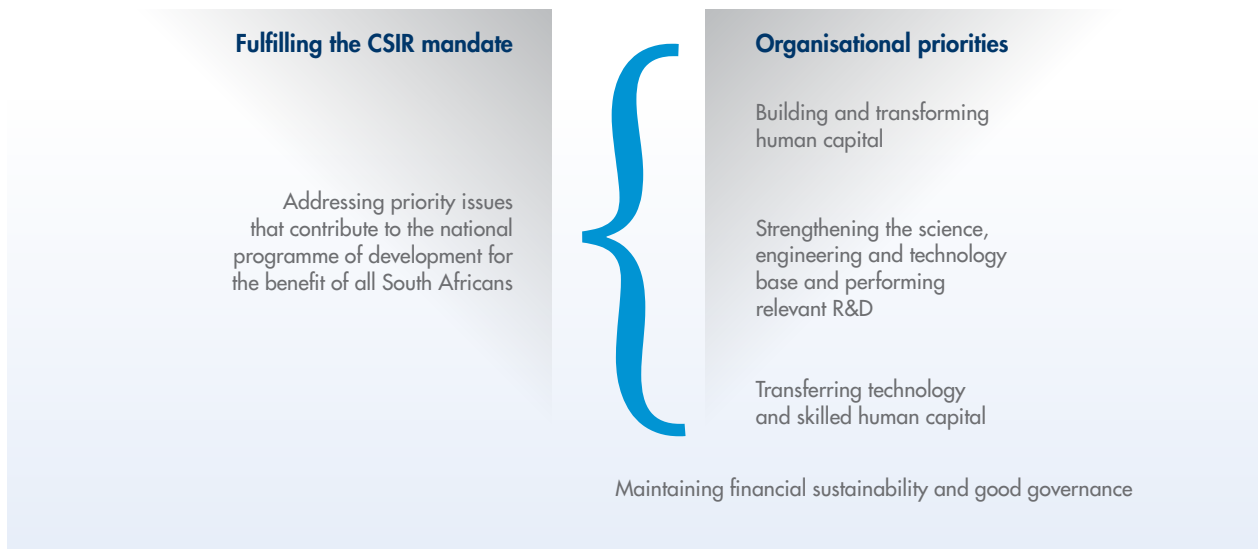 Fulfilling the CSIR mandate
Addressing priority issues
that contribute to the national
programme of development for
the benefit of all South Africans
Organisational priorities
Building and transforming
human capital
Strengthening the science,
engineering and technology
base and performing
relevant R&D
Transferring technology
and skilled human capital
Maintaining financial sustainability and good governance